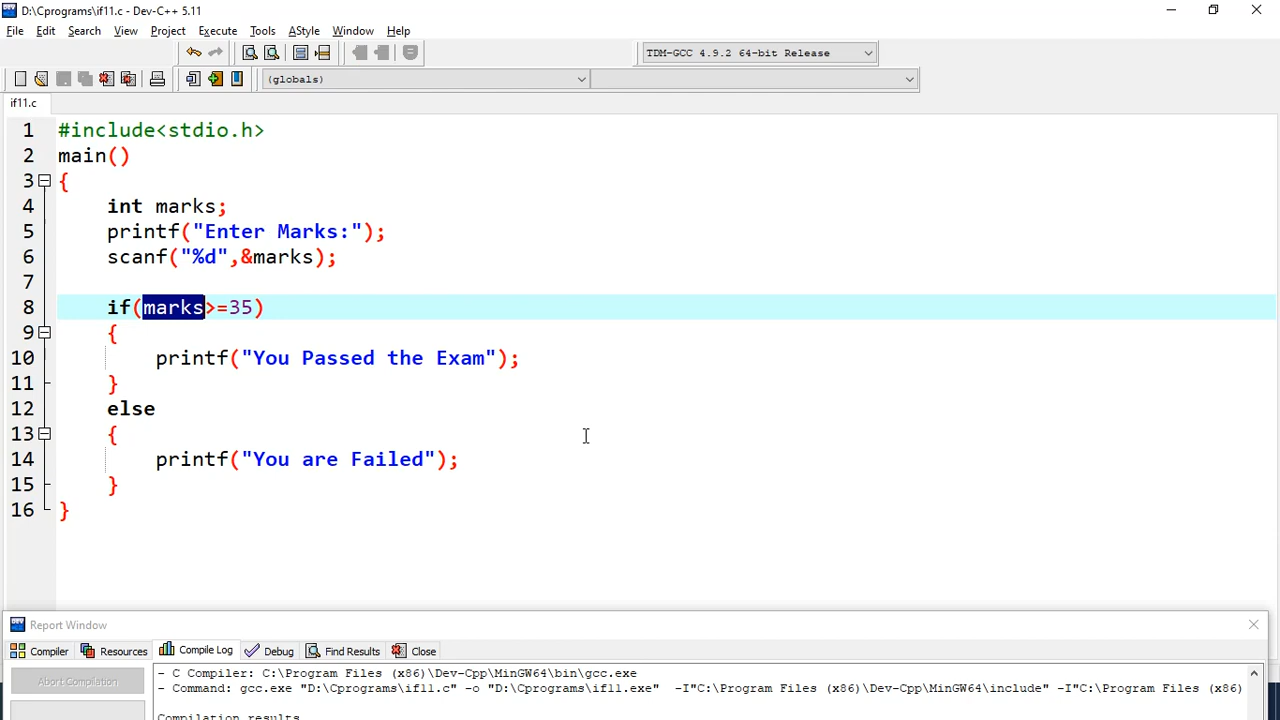 D:\Cprograms\if11.c - Dev-C++ 5.11
File Edit Search View Project Execute Tools AStyle Window Help
TDM-GCC 4.9.2 64-bit Release
(globals)
if11.c
1 #include<stdio.h>
2 main()
3 {
4 int marks;
5 printf("Enter Marks:");
6 scanf("%d",&marks);
7
8 if(marks>=35)
9 {
10 printf("You Passed the Exam");
11 }
12 else
13 {
14 printf("You are Failed");
15 }
16 }
DEV Report Window
Compiler Resources Compile Log Debug Find Results Close
Abort Compilation
- C Compiler: C:\Program Files (x86)\Dev-Cpp\MinGW64\bin\gcc.exe
- Command: gcc.exe "D:\Cprograms\if11.c" -o "D:\Cprograms\if11.exe" -I"C:\Program Files (x86)\Dev-Cpp\MinGW64\include" -I"C:\Program Files (x86)
Compilation results